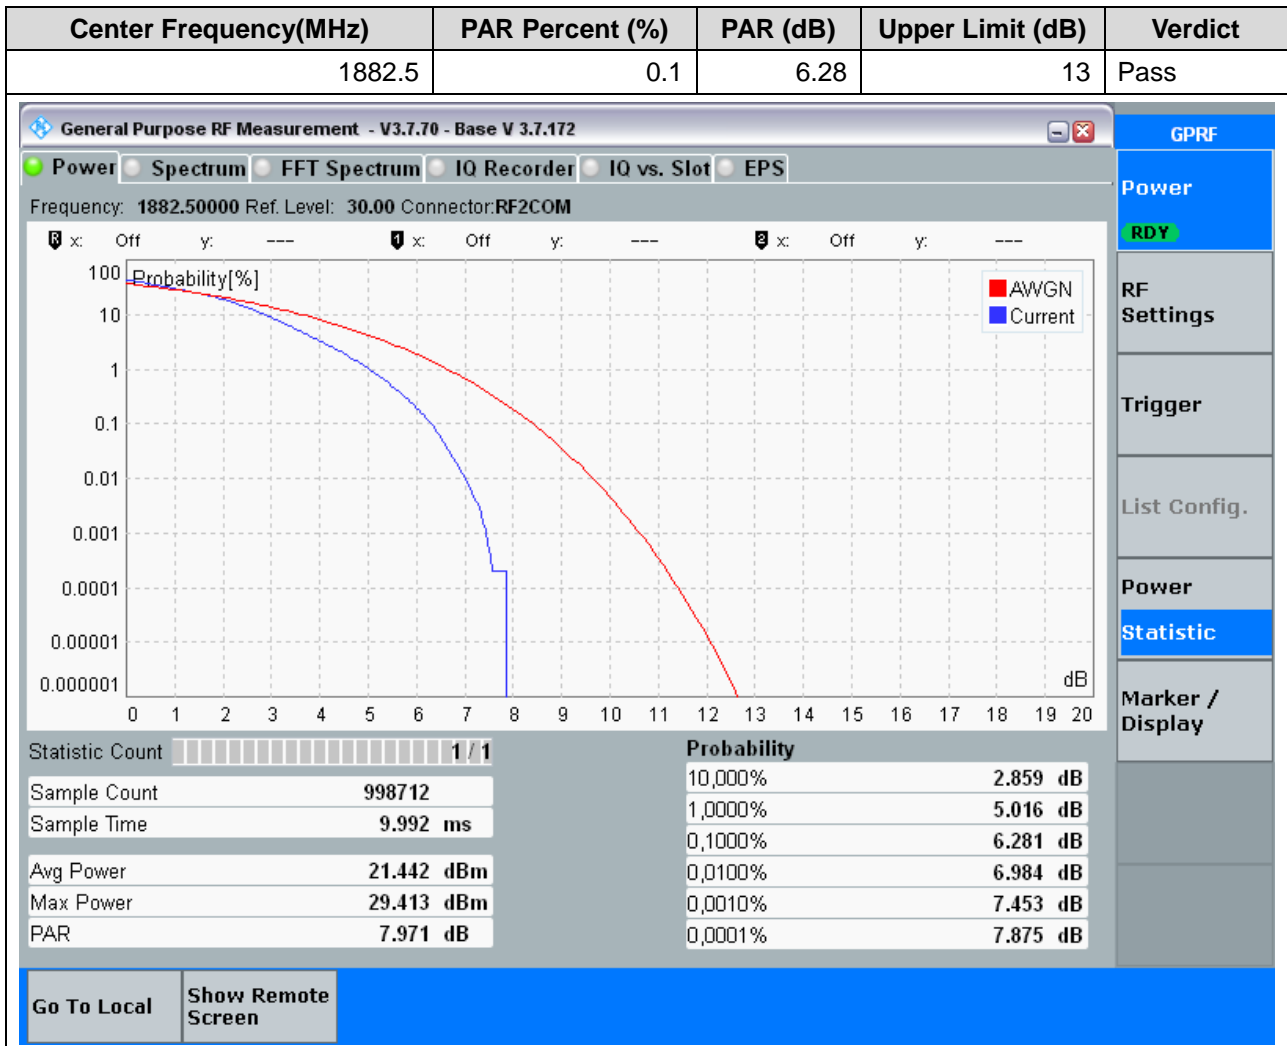 Center Frequency(MHz) PAR Percent (%) PAR (dB) Upper Limit (dB) Verdict
1882.5 0.1 6.28 13 Pass
General Purpose RF Measurement - V3.7.70 - Base V 3.7.172
GPRF
Power Spectrum FFT Spectrum IQ Recorder IQ vs. Slot EPS
Power
RDY
Frequency: 1882.50000 Ref. Level: 30.00 Connector:RF2COM
R x: Off y: --- 1 x: Off y: --- 2 x: Off y: ---
Probability[%]
100
10
1
0.1
0.01
0.001
0.0001
0.00001
0.000001
AWGN
Current
dB
0 1 2 3 4 5 6 7 8 9 10 11 12 13 14 15 16 17 18 19 20
RF
Settings
Trigger
List Config.
Power
Statistic
Marker /
Display
Statistic Count 1 / 1
Sample Count 998712
Sample Time 9.992 ms
Avg Power 21.442 dBm
Max Power 29.413 dBm
PAR 7.971 dB
Probability
10,000% 2.859 dB
1,0000% 5.016 dB
0,1000% 6.281 dB
0,0100% 6.984 dB
0,0010% 7.453 dB
0,0001% 7.875 dB
Go To Local
Show Remote
Screen